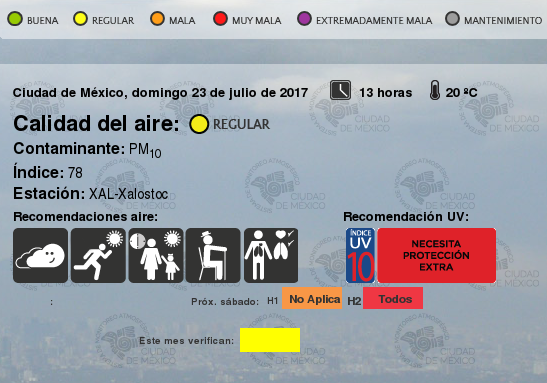 BUENA REGULAR MALA MUY MALA EXTREMADAMENTE MALA MANTENIMIENTO
Ciudad de México, domingo 23 de julio de 2017 13 horas 20 ºC
Calidad del aire: REGULAR
Contaminante: PM10
Índice: 78
Estación: XAL-Xalostoc
Recomendaciones aire: Recomendación UV:
ÍNDICE
UV
10
NECESITA
PROTECCIÓN
EXTRA
: Próx. sábado: H1 No Aplica H2 Todos
Este mes verifican:
CIUDAD
DE MÉXICO